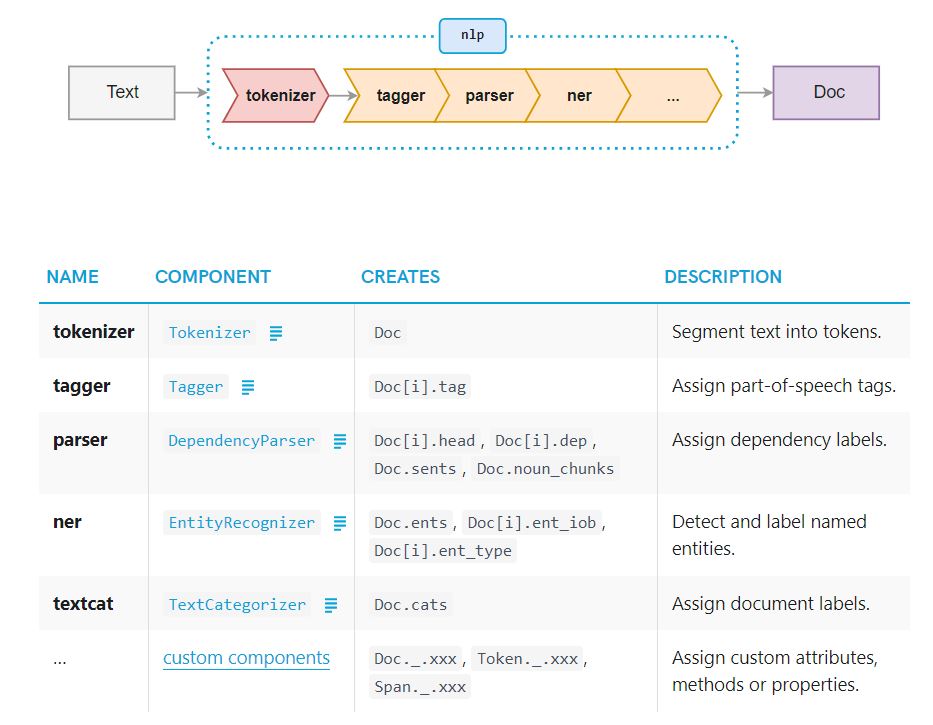 nlp
Text tokenizer tagger parser ner ... Doc
NAME COMPONENT CREATES DESCRIPTION
tokenizer Tokenizer Doc Segment text into tokens.
tagger Tagger Doc[i].tag Assign part-of-speech tags.
parser DependencyParser Doc[i].head, Doc[i].dep, Assign dependency labels.
Doc.sents, Doc.noun_chunks
ner EntityRecognizer Doc.ents, Doc[i].ent_iob, Detect and label named
Doc[i].ent_type entities.
textcat TextCategorizer Doc.cats Assign document labels.
... custom components Doc._.xxx, Token._.xxx, Assign custom attributes,
Span._.xxx methods or properties.